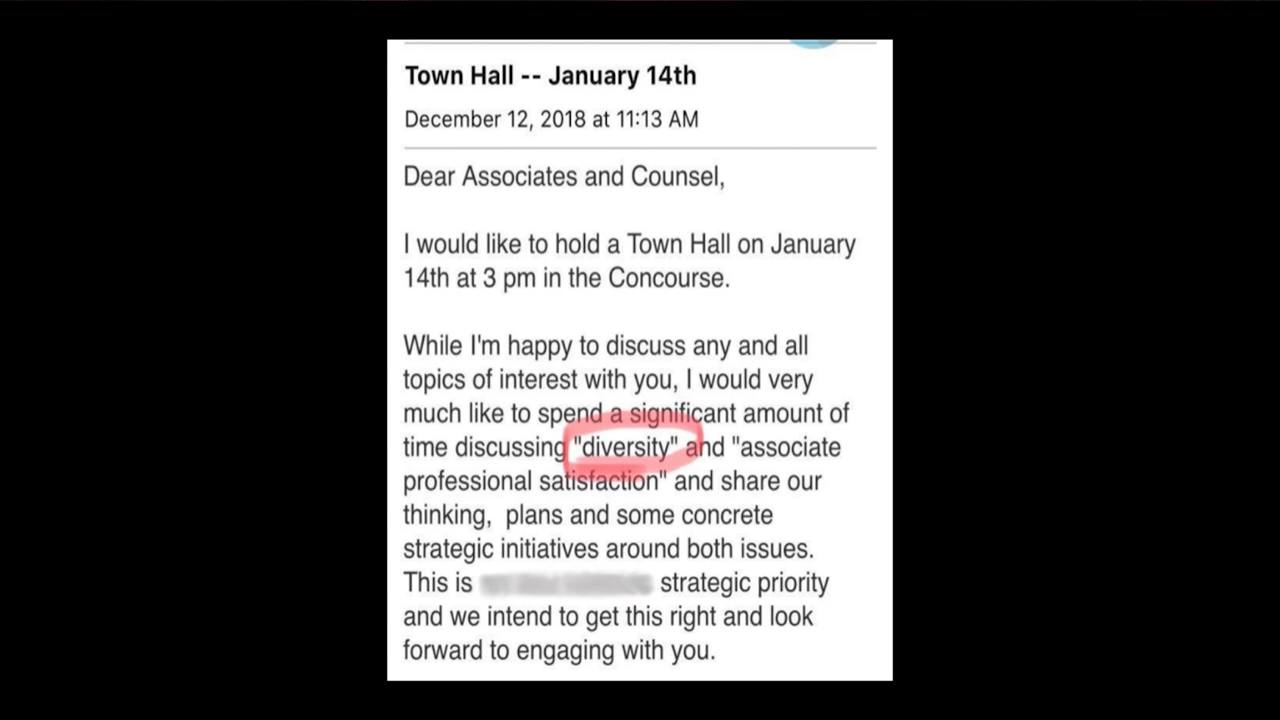 Town Hall -- January 14th
December 12, 2018 at 11:13 AM
Dear Associates and Counsel,
I would like to hold a Town Hall on January
14th at 3 pm in the Concourse.
While I'm happy to discuss any and all
topics of interest with you, I would very
much like to spend a significant amount of
time discussing "diversity" and "associate
professional satisfaction" and share our
thinking, plans and some concrete
strategic initiatives around both issues.
This is strategic priority
and we intend to get this right and look
forward to engaging with you.